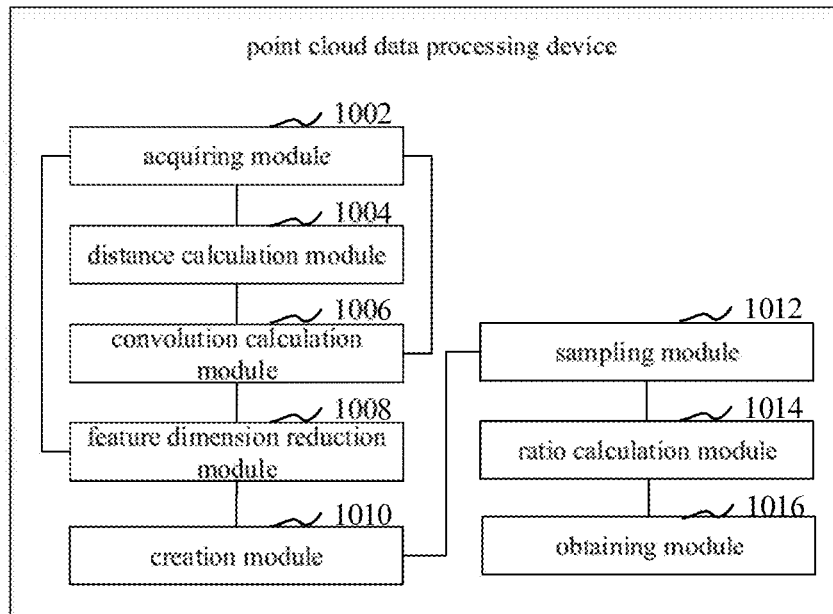 point cloud data processing device
1002
acquiring module
1004
distance calculation module
1006
convolution calculation
module
1008
feature dimension reduction
module
1010
creation module
1012
sampling module
1014
ratio calculation module
1016
obtaining module